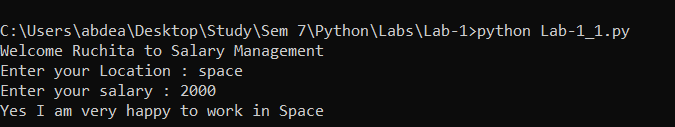 C:\Users\abdea\Desktop\Study\Sem 7\Python\Labs\Lab-1>python Lab-1_1.py
Welcome Ruchita to Salary Management
Enter your Location : space
Enter your salary : 2000
Yes I am very happy to work in Space